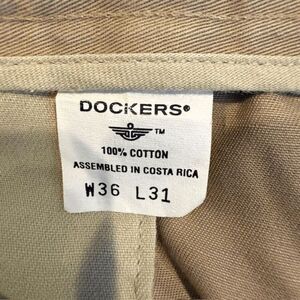 DOCKERS®
™
100% COTTON
ASSEMBLED IN COSTA RICA
W36 L31